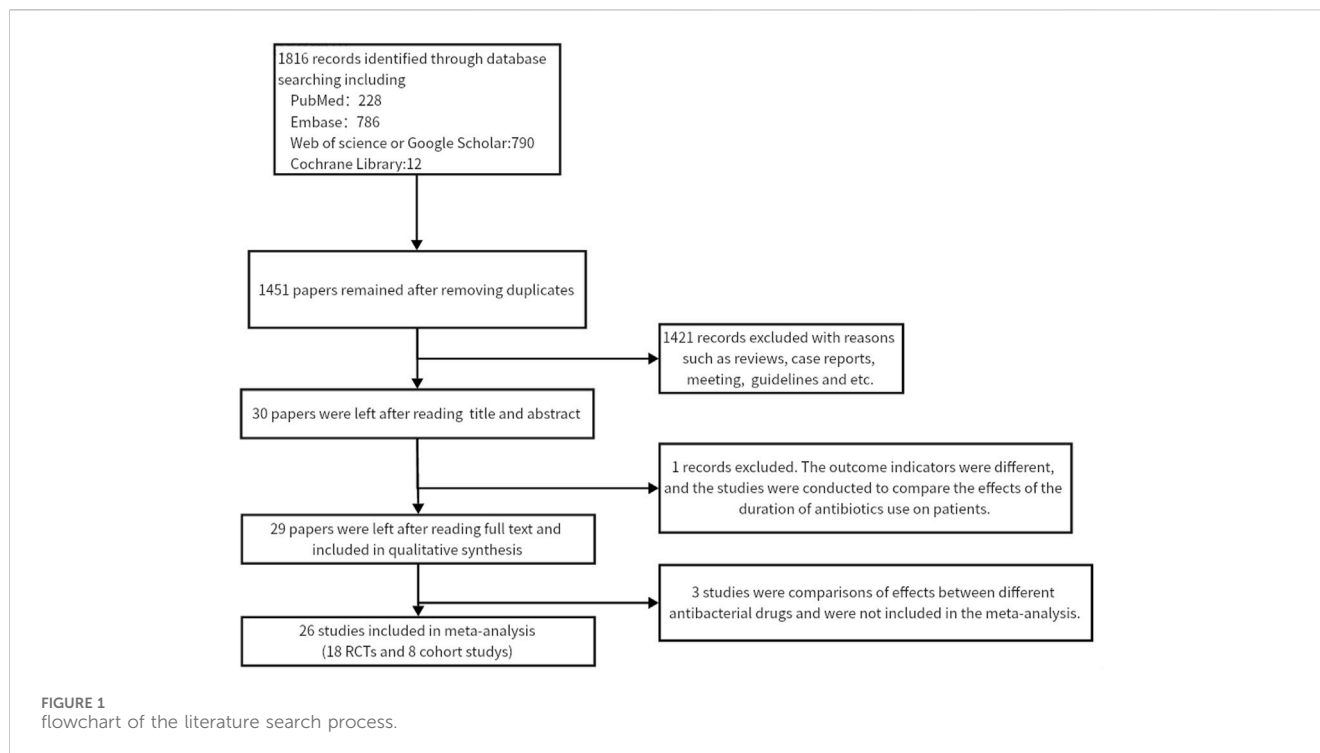 1816 records identified through database
searching including
PubMed：228
Embase：786
Web of science or Google Scholar:790
Cochrane Library:12
1451 papers remained after removing duplicates
1421 records excluded with reasons
such as reviews, case reports,
meeting, guidelines and etc.
30 papers were left after reading title and abstract
1 records excluded. The outcome indicators were different,
and the studies were conducted to compare the effects of the
duration of antibiotics use on patients.
29 papers were left after reading full text and
included in qualitative synthesis
3 studies were comparisons of effects between different
antibacterial drugs and were not included in the meta-analysis.
26 studies included in meta-analysis
(18 RCTs and 8 cohort studys)
FIGURE 1
flowchart of the literature search process.